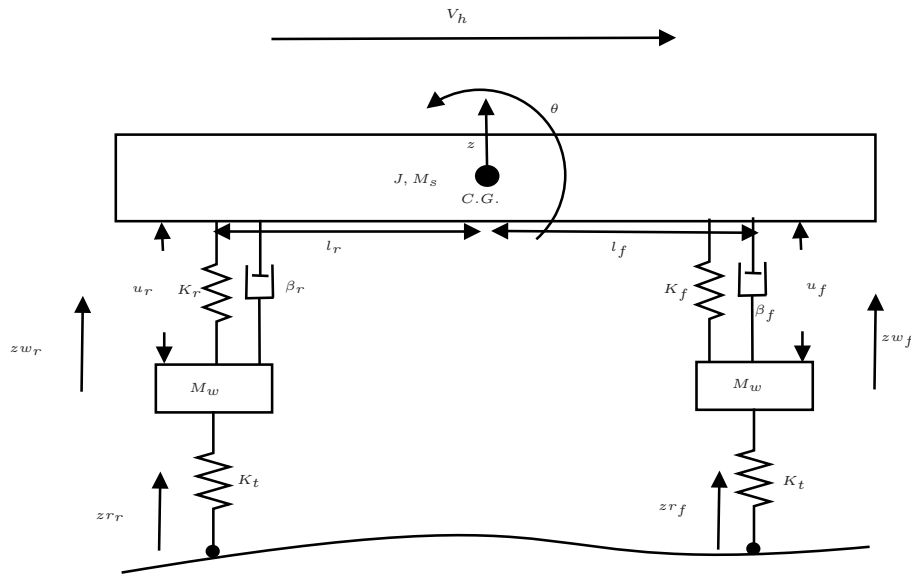 V_h
θ
z
J, M_s
C.G.
l_r
l_f
u_r
K_r
β_r
K_f
β_f
u_f
zw_r
zw_f
M_w
M_w
K_t
K_t
zr_r
zr_f